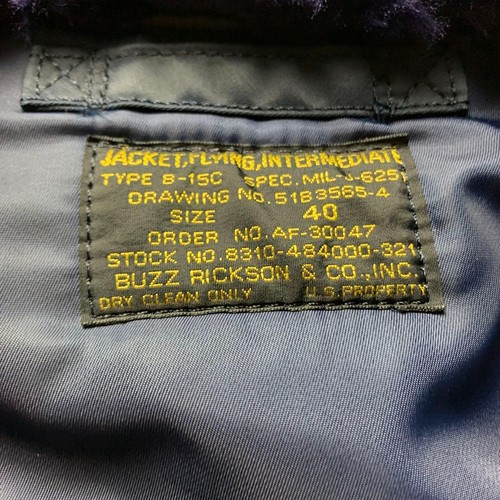 JACKET, FLYING, INTERMEDIATE
TYPE B-15C SPEC. MIL-J-6251
DRAWING NO. 51B3565-4
SIZE 40
ORDER NO. AF-30047
STOCK NO. 8310-484000-321
BUZZ RICKSON & CO., INC.
DRY CLEAN ONLY U.S. PROPERTY